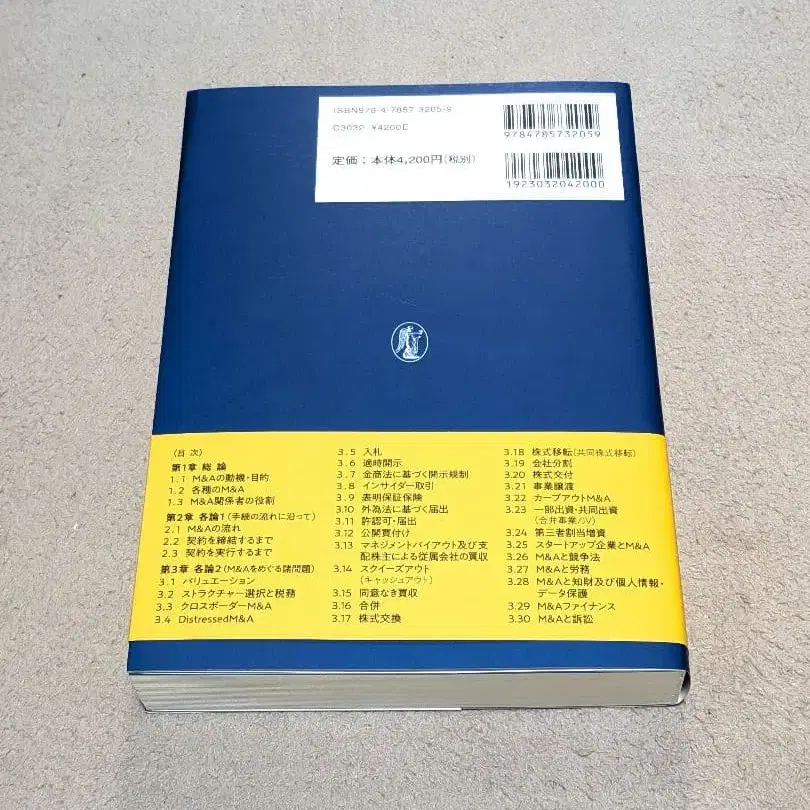 ISBN978-4-7857-3205-9
C3032 ¥4200E
定価：本体4,200円(税別)
9784785732059
1923032042000
〈目 次〉
第1章 総 論
1.1 M&Aの動機・目的
1.2 各種のM&A
1.3 M&A関係者の役割
第2章 各論1（手続の流れに沿って）
2.1 M&Aの流れ
2.2 契約を締結するまで
2.3 契約を実行するまで
第3章 各論2（M&Aをめぐる諸問題）
3.1 バリュエーション
3.2 ストラクチャー選択と税務
3.3 クロスボーダーM&A
3.4 DistressedM&A
3.5 入札
3.6 適時開示
3.7 金商法に基づく開示規制
3.8 インサイダー取引
3.9 表明保証保険
3.10 外為法に基づく届出
3.11 許認可・届出
3.12 公開買付け
3.13 マネジメントバイアウト及び支
配株主による従属会社の買収
3.14 スクイーズアウト
（キャッシュアウト）
3.15 同意なき買収
3.16 合併
3.17 株式交換
3.18 株式移転（共同株式移転）
3.19 会社分割
3.20 株式交付
3.21 事業譲渡
3.22 カーブアウトM&A
3.23 一部出資・共同出資
（合弁事業/JV）
3.24 第三者割当増資
3.25 スタートアップ企業とM&A
3.26 M&Aと競争法
3.27 M&Aと労務
3.28 M&Aと知財及び個人情報・
データ保護
3.29 M&Aファイナンス
3.30 M&Aと訴訟